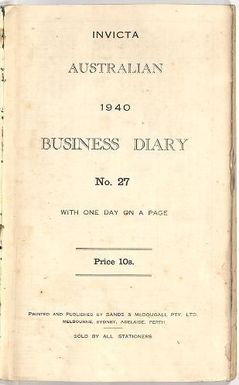 INVICTA
AUSTRALIAN
1940
BUSINESS DIARY
No. 27
WITH ONE DAY ON A PAGE
Price 10s.
PRINTED AND PUBLISHED BY SANDS & MCDOUGALL PTY. LTD.
MELBOURNE, SYDNEY, ADELAIDE, PERTH
SOLD BY ALL STATIONERS